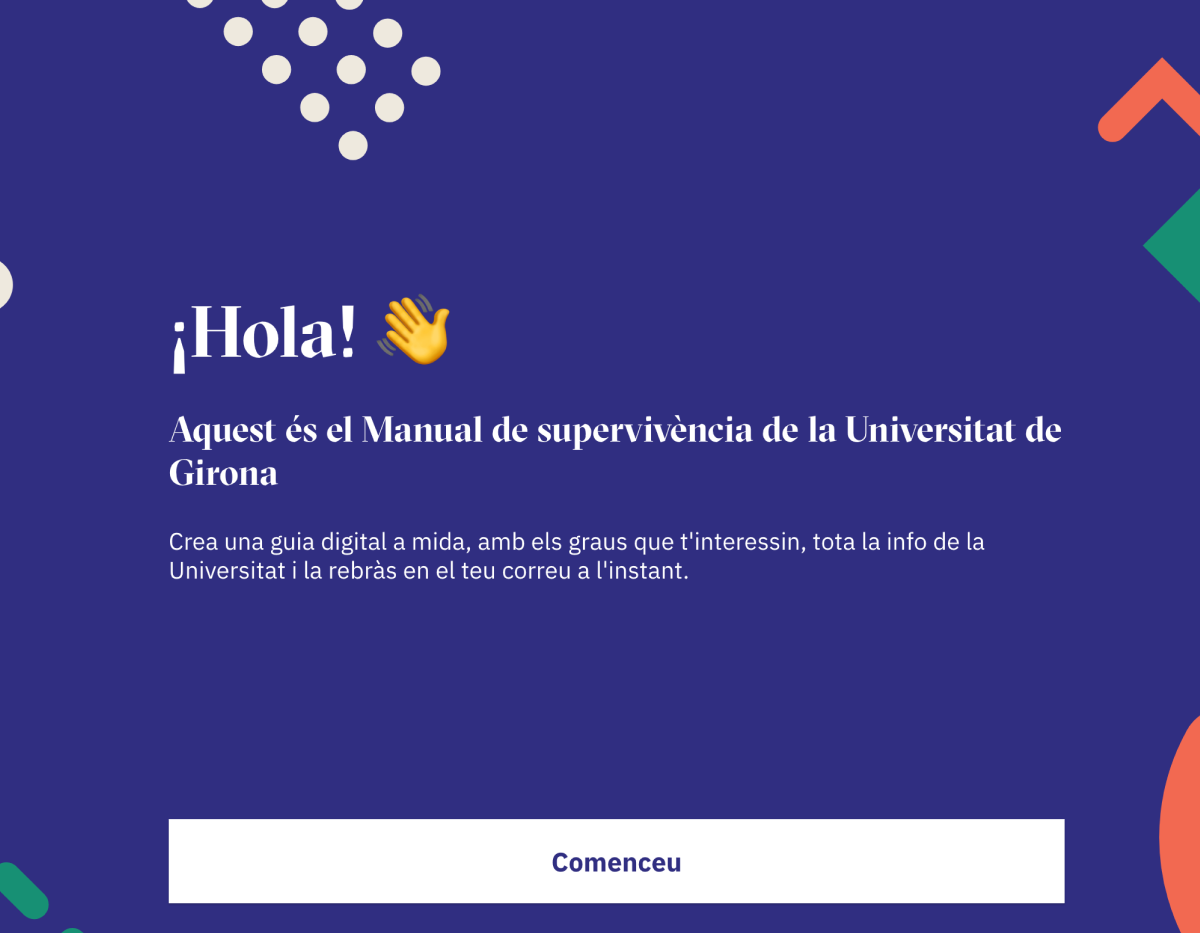 ¡Hola! 👋
Aquest és el Manual de supervivència de la Universitat de
Girona
Crea una guia digital a mida, amb els graus que t'interessin, tota la info de la
Universitat i la rebràs en el teu correu a l'instant.
Comenceu